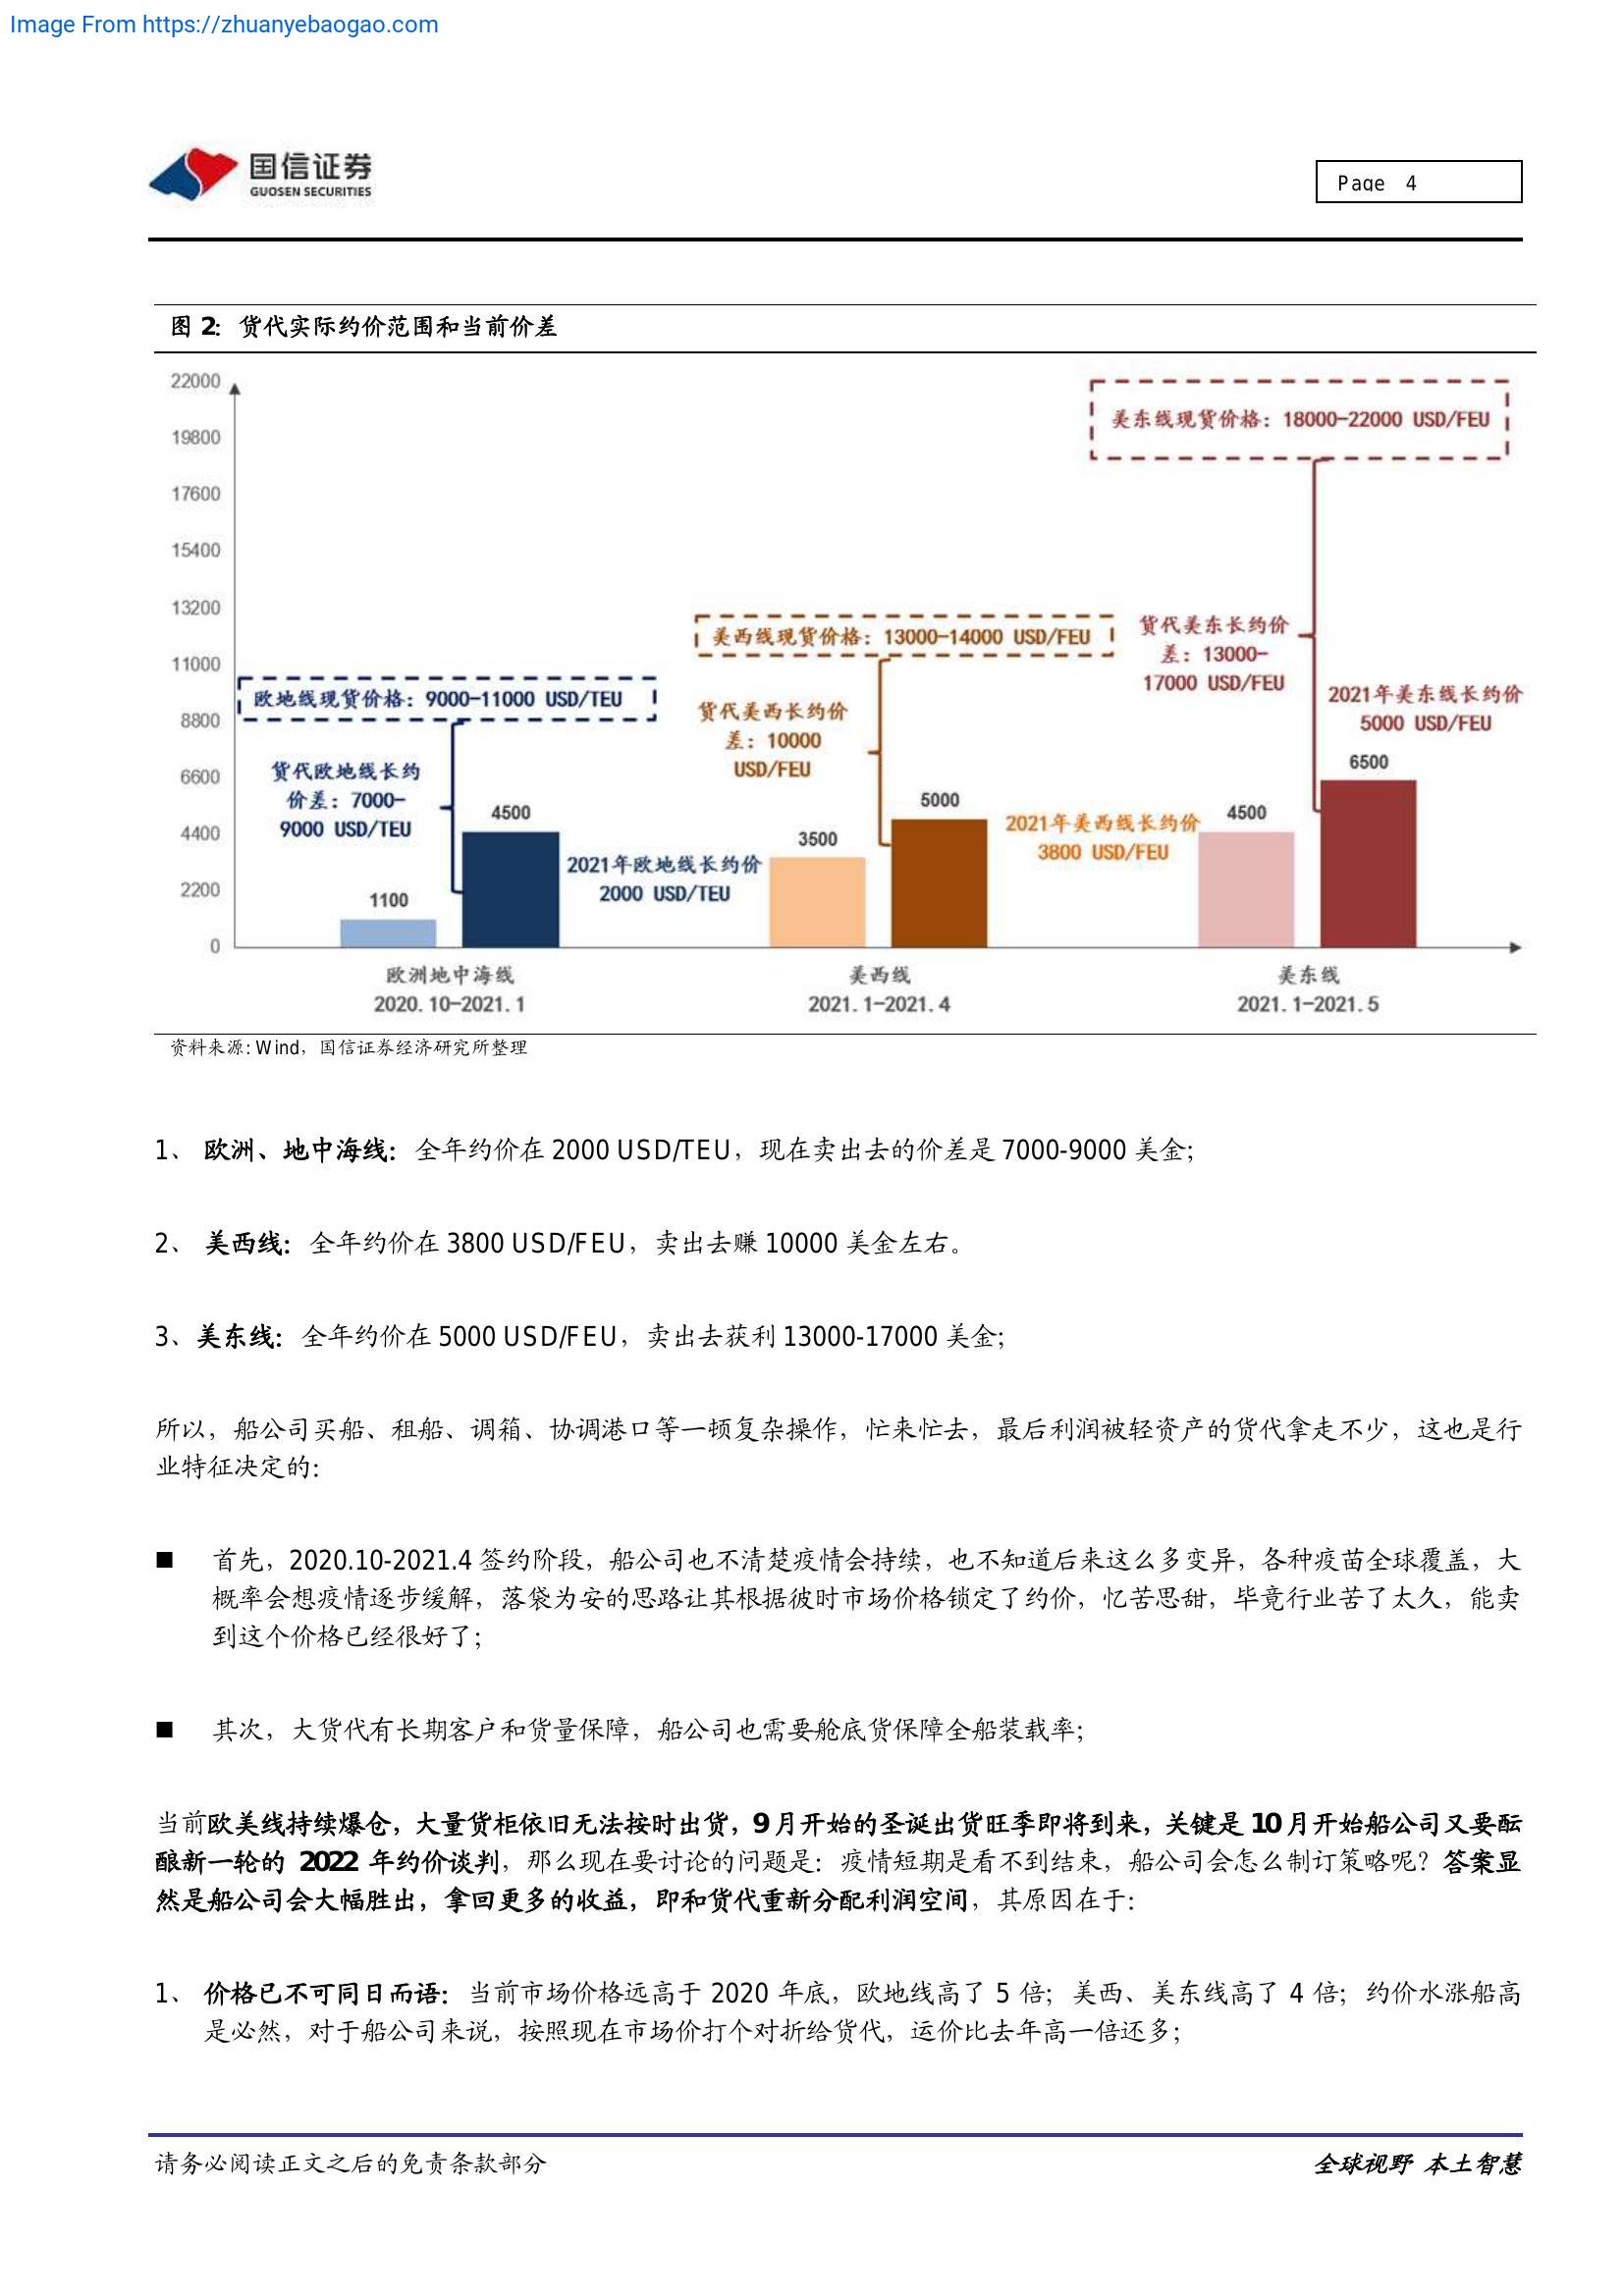 Image From https://zhuanyebaogao.com
国信证券
GUOSEN SECURITIES
Page 4
图 2：货代实际约价范围和当前价差
22000
19800
17600
15400
13200
11000
8800
6600
4400
2200
0
美东线现货价格：18000-22000 USD/FEU
美西线现货价格：13000-14000 USD/FEU
欧地线现货价格：9000-11000 USD/TEU
货代欧地线长约
价差：7000-
9000 USD/TEU
1100
4500
2021年欧地线长约价
2000 USD/TEU
货代美西长约价
差：10000
USD/FEU
3500
5000
2021年美西线长约价
3800 USD/FEU
货代美东长约价
差：13000-
17000 USD/FEU
2021年美东线长约价
5000 USD/FEU
4500
6500
欧洲地中海线
2020.10-2021.1
美西线
2021.1-2021.4
美东线
2021.1-2021.5
资料来源: Wind，国信证券经济研究所整理
1、 欧洲、地中海线：全年约价在 2000 USD/TEU，现在卖出去的价差是 7000-9000 美金；
2、 美西线：全年约价在 3800 USD/FEU，卖出去赚 10000 美金左右。
3、美东线：全年约价在 5000 USD/FEU，卖出去获利 13000-17000 美金；
所以，船公司买船、租船、调箱、协调港口等一顿复杂操作，忙来忙去，最后利润被轻资产的货代拿走不少，这也是行
业特征决定的：
■ 首先，2020.10-2021.4 签约阶段，船公司也不清楚疫情会持续，也不知道后来这么多变异，各种疫苗全球覆盖，大
概率会想疫情逐步缓解，落袋为安的思路让其根据彼时市场价格锁定了约价，忆苦思甜，毕竟行业苦了太久，能卖
到这个价格已经很好了；
■ 其次，大货代有长期客户和货量保障，船公司也需要舱底货保障全船装载率；
当前欧美线持续爆仓，大量货柜依旧无法按时出货，9 月开始的圣诞出货旺季即将到来，关键是 10 月开始船公司又要酝
酿新一轮的 2022 年约价谈判，那么现在要讨论的问题是：疫情短期是看不到结束，船公司会怎么制订策略呢？答案显
然是船公司会大幅胜出，拿回更多的收益，即和货代重新分配利润空间，其原因在于：
1、 价格已不可同日而语：当前市场价格远高于 2020 年底，欧地线高了 5 倍；美西、美东线高了 4 倍；约价水涨船高
是必然，对于船公司来说，按照现在市场价打个对折给货代，运价比去年高一倍还多；
请务必阅读正文之后的免责条款部分
全球视野 本土智慧